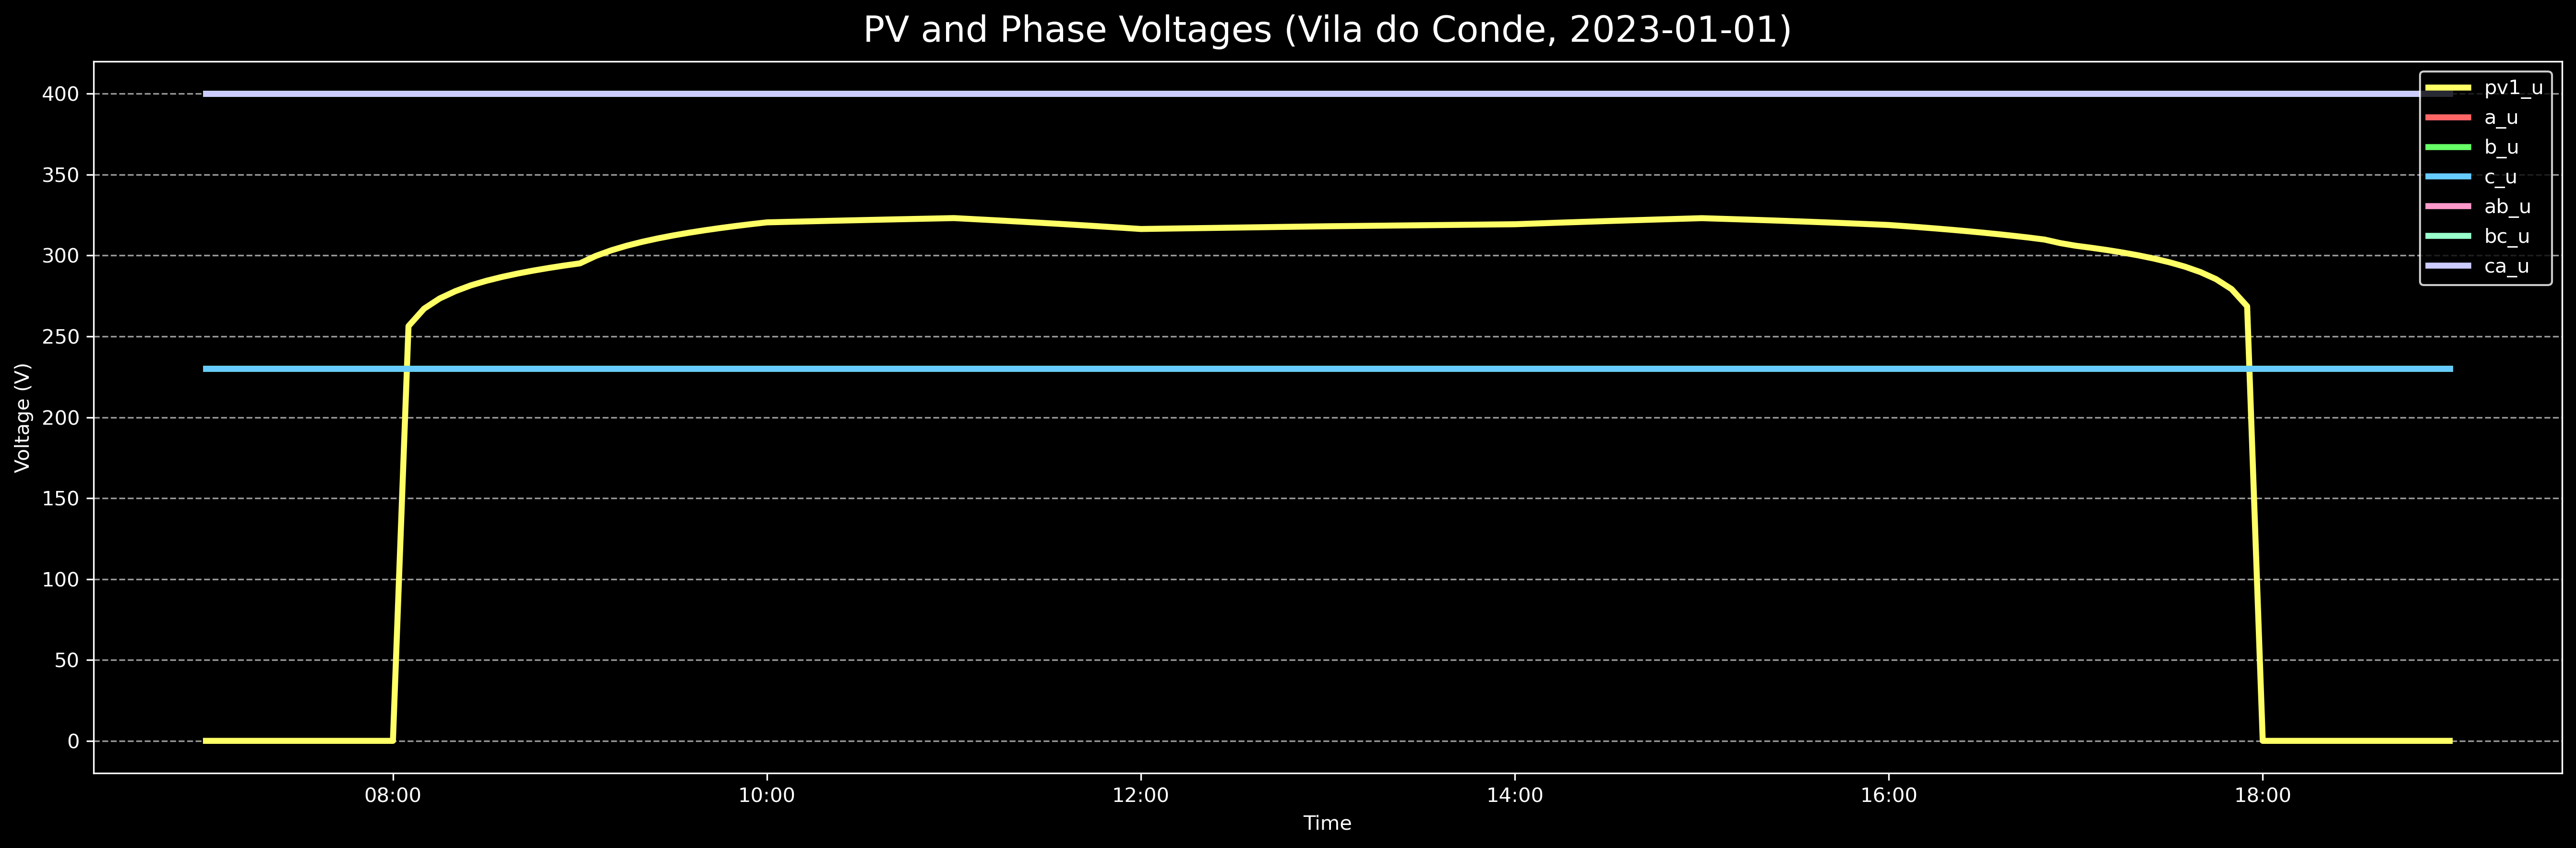 PV and Phase Voltages (Vila do Conde, 2023-01-01)
400
350
300
250
200
150
100
50
0
Voltage (V)
08:00
10:00
12:00
14:00
16:00
18:00
Time
pv1_u
a_u
b_u
c_u
ab_u
bc_u
ca_u